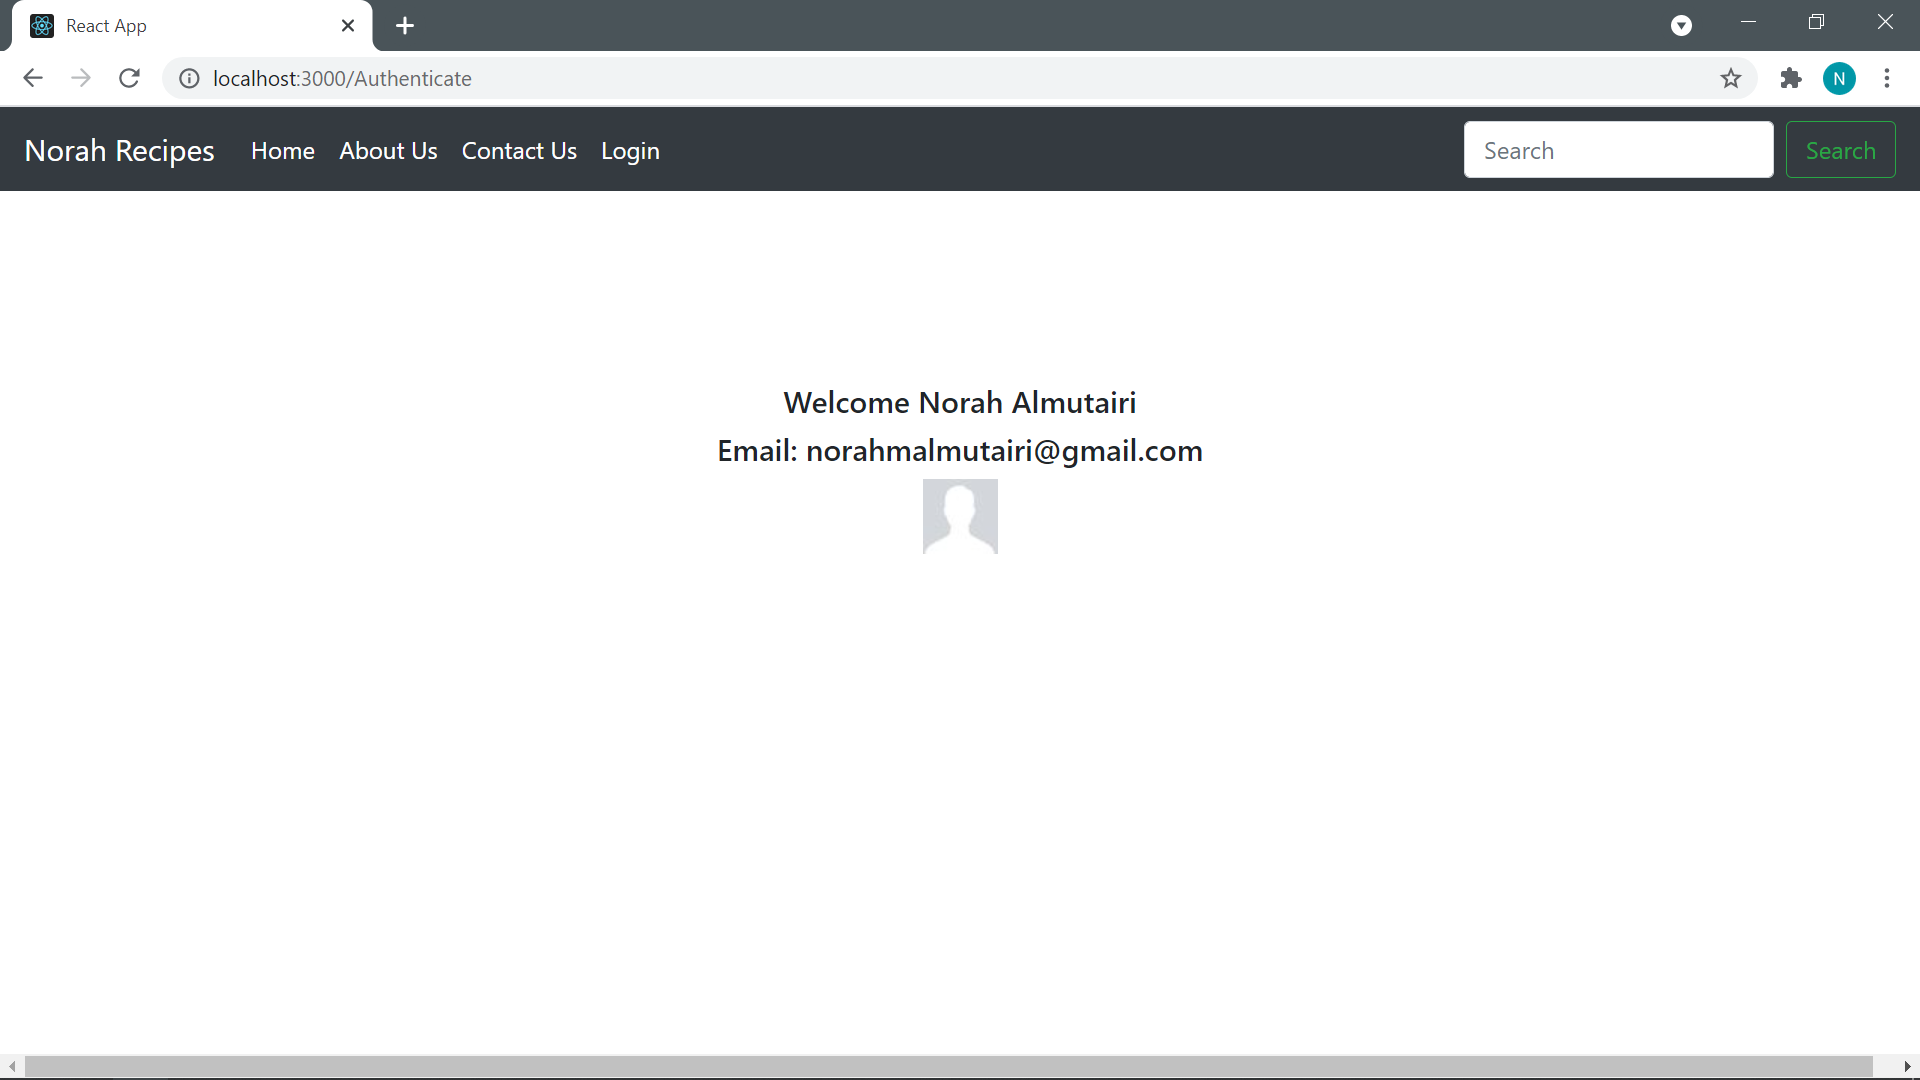 React App
localhost:3000/Authenticate
N
Norah Recipes Home About Us Contact Us Login Search Search
Welcome Norah Almutairi
Email: norahmalmutairi@gmail.com